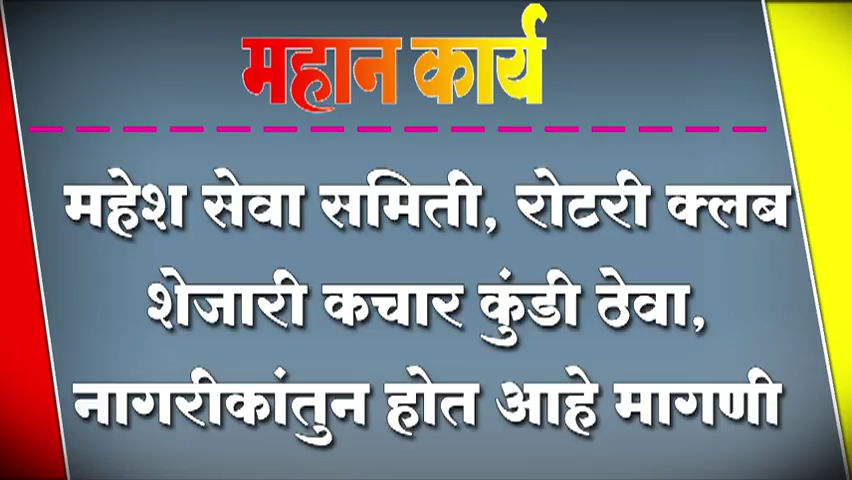 महान कार्य
महेश सेवा समिती, रोटरी क्लब
शेजारी कचार कुंडी ठेवा,
नागरीकांतुन होत आहे मागणी